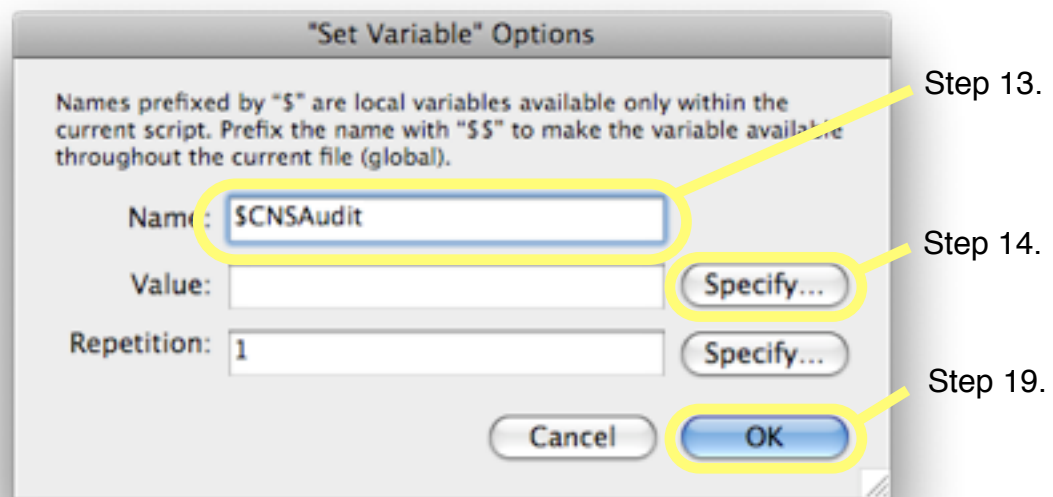 "Set Variable" Options
Step 13.
Names prefixed by “$” are local variables available only within the
current script. Prefix the name with “$$” to make the variable available
throughout the current file (global).
Name: $CNSAudit
Step 14.
Value: Specify...
Repetition: 1 Specify...
Step 19.
Cancel OK